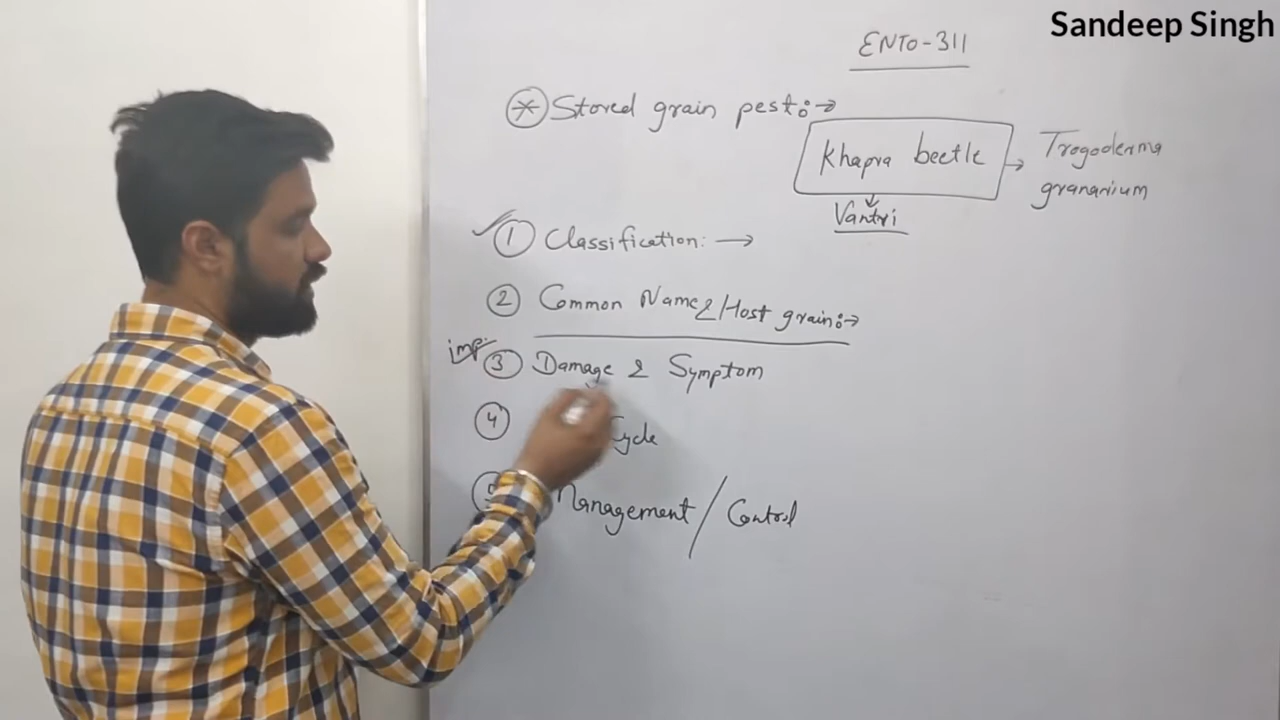 Sandeep Singh
ENTO-311
* Stored grain pest:→
Khapra beetle → Trogoderma
granarium
Vantri
1 Classification: →
2 Common Name & / Host grain:→
imp. 3 Damage & Symptom
4 Cycle
Management / Control